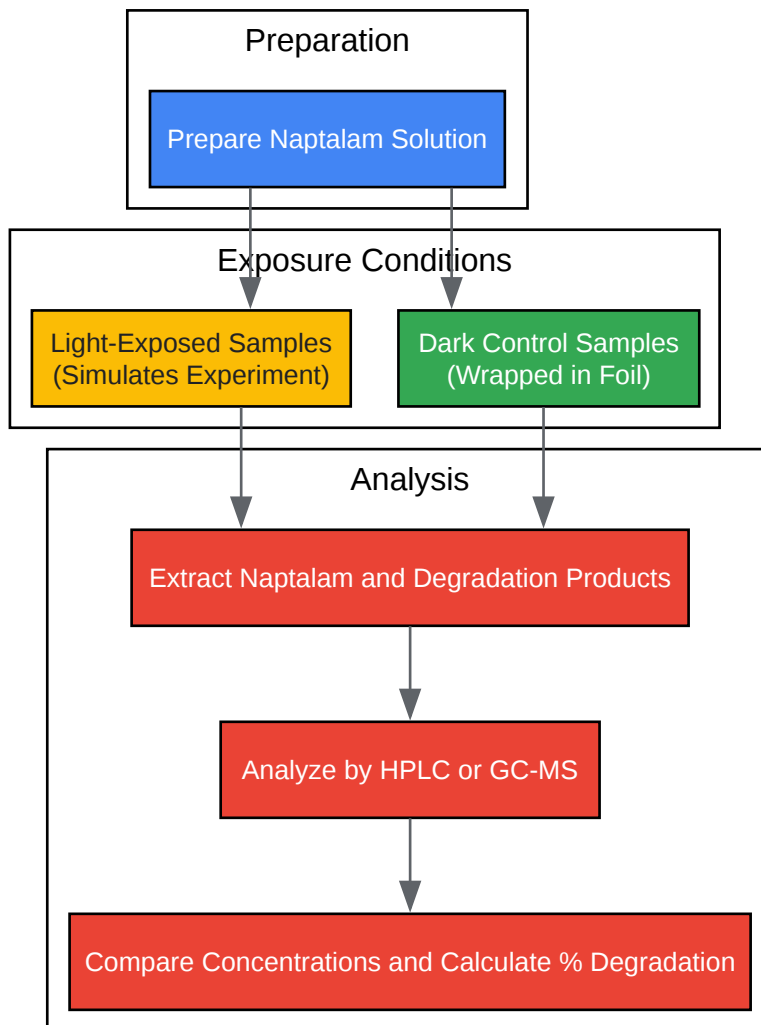 Preparation
Prepare Naptalam Solution
Exposure Conditions
Light-Exposed Samples
(Simulates Experiment)
Dark Control Samples
(Wrapped in Foil)
Analysis
Extract Naptalam and Degradation Products
Analyze by HPLC or GC-MS
Compare Concentrations and Calculate % Degradation